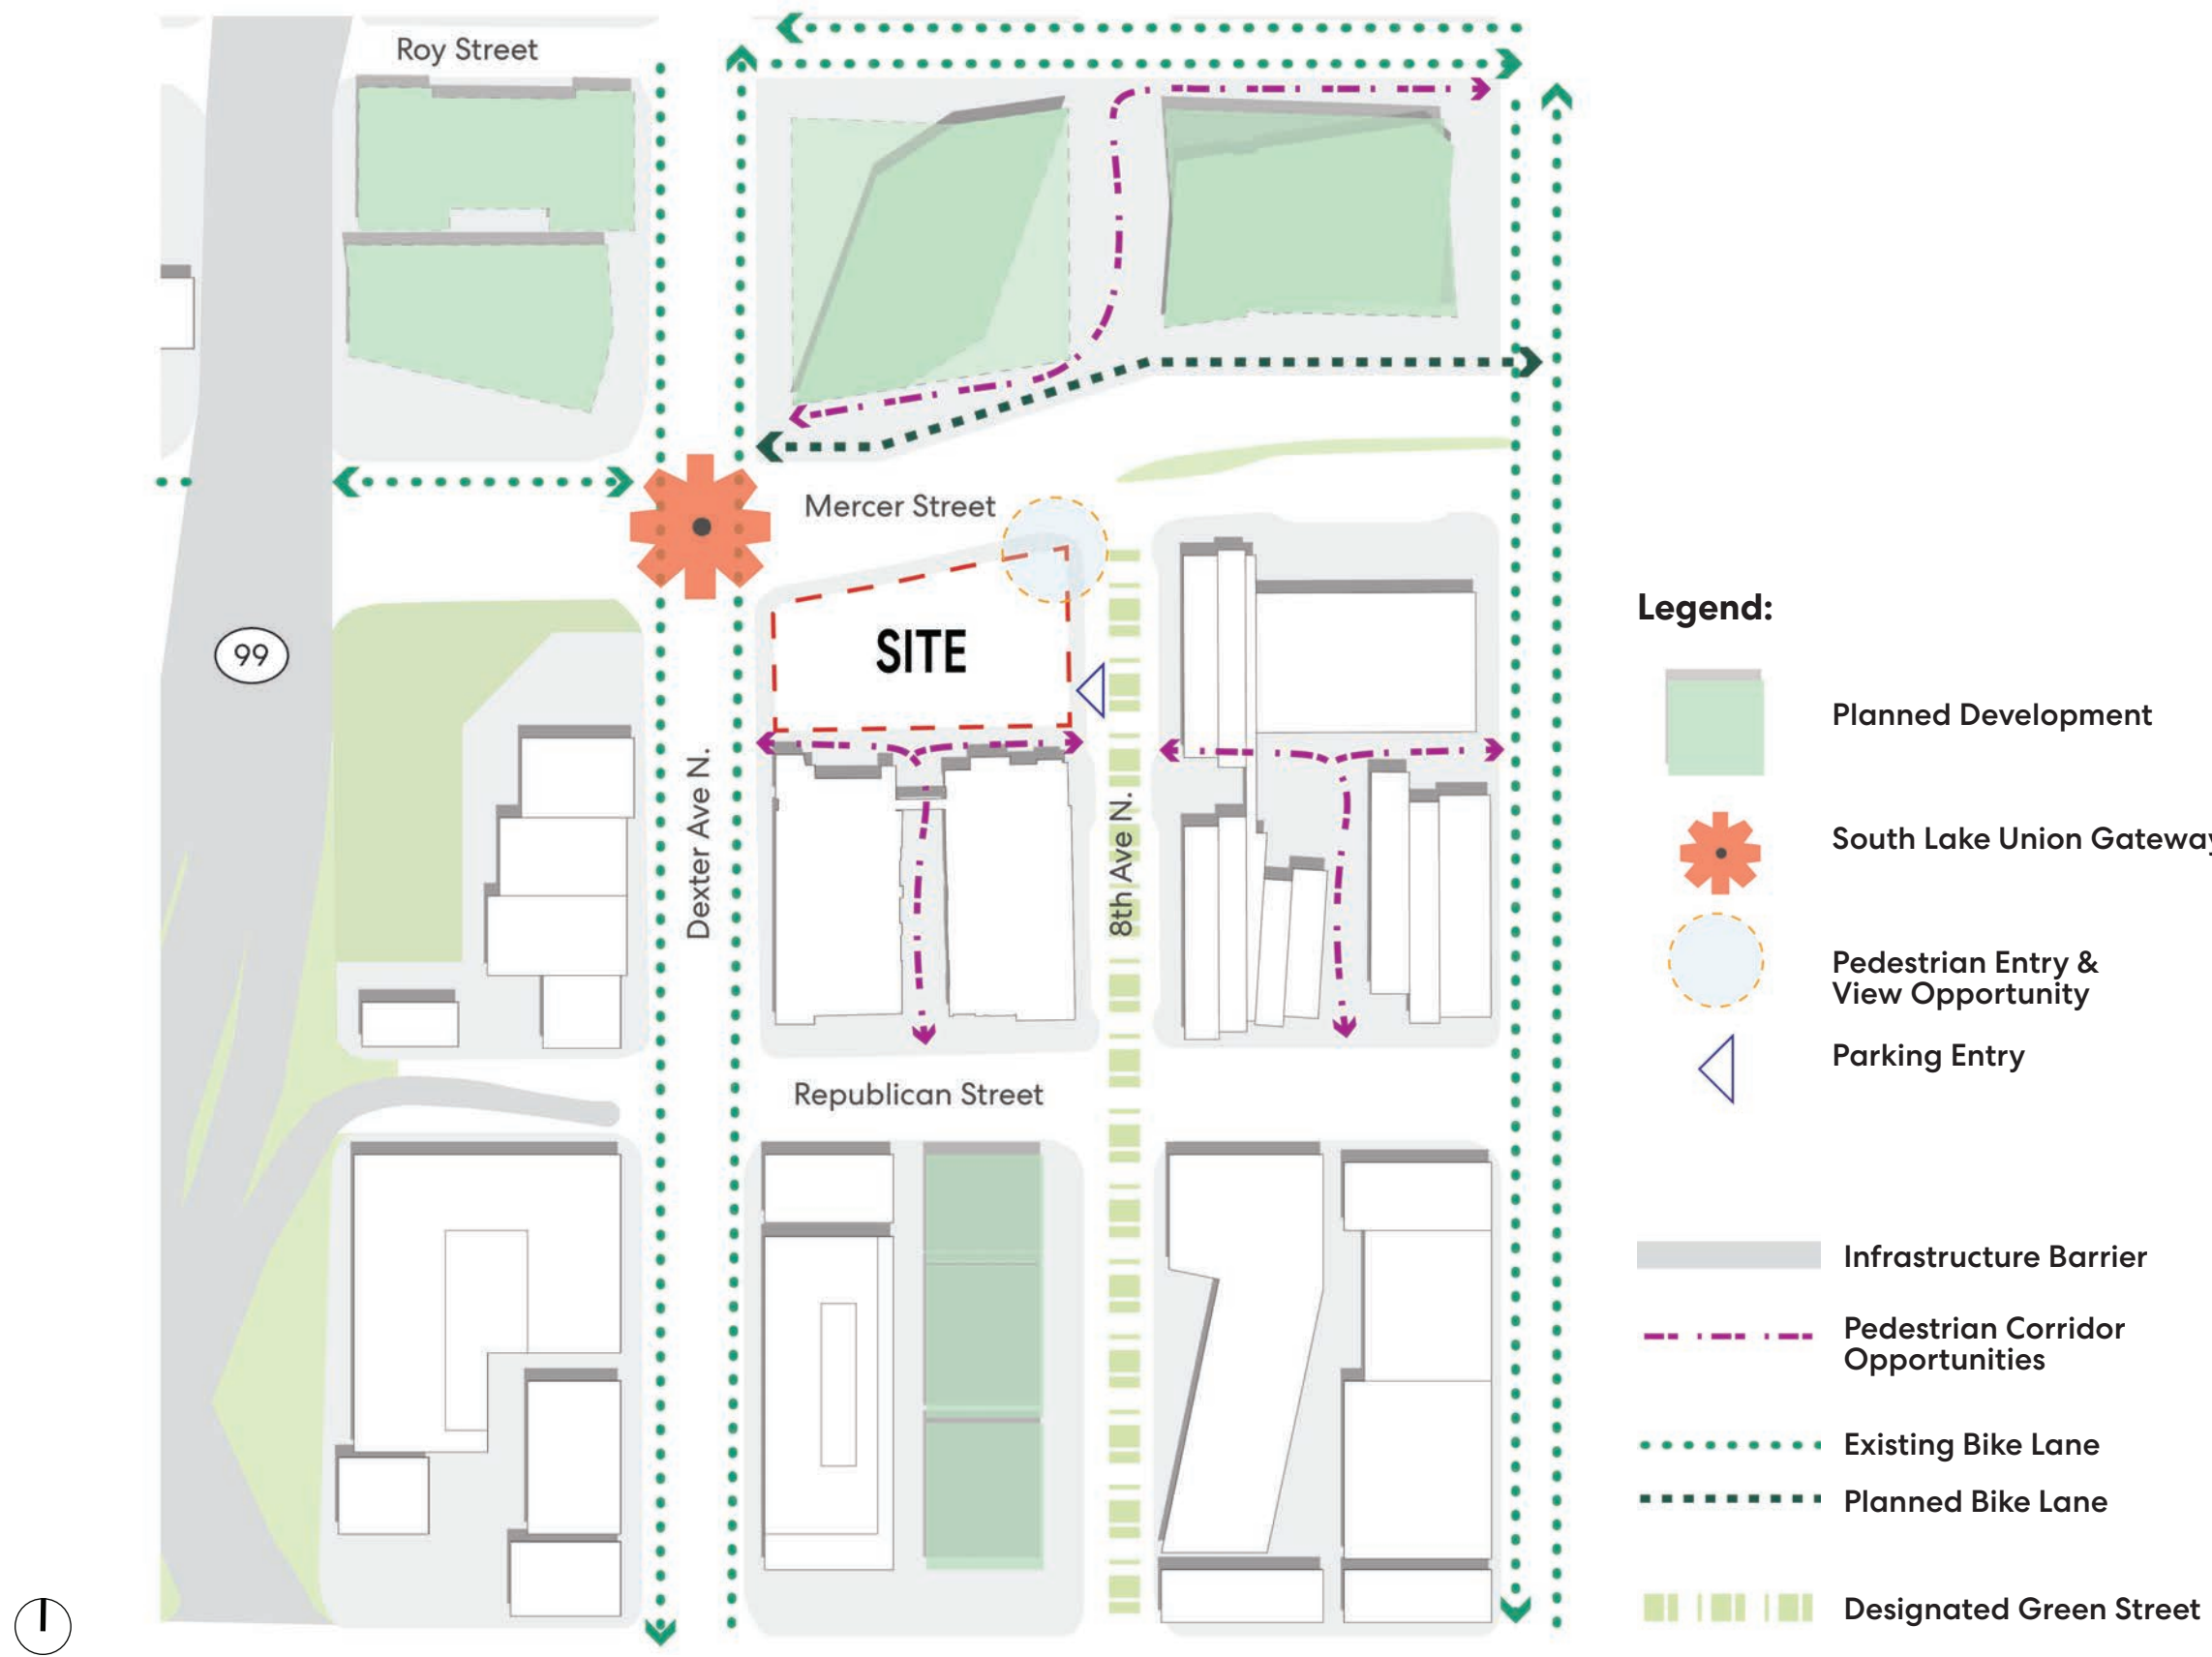 Roy Street
Mercer Street
SITE
99
Dexter Ave N.
8th Ave N.
Republican Street
Legend:
Planned Development
South Lake Union Gateway
Pedestrian Entry &
View Opportunity
Parking Entry
Infrastructure Barrier
Pedestrian Corridor
Opportunities
Existing Bike Lane
Planned Bike Lane
Designated Green Street